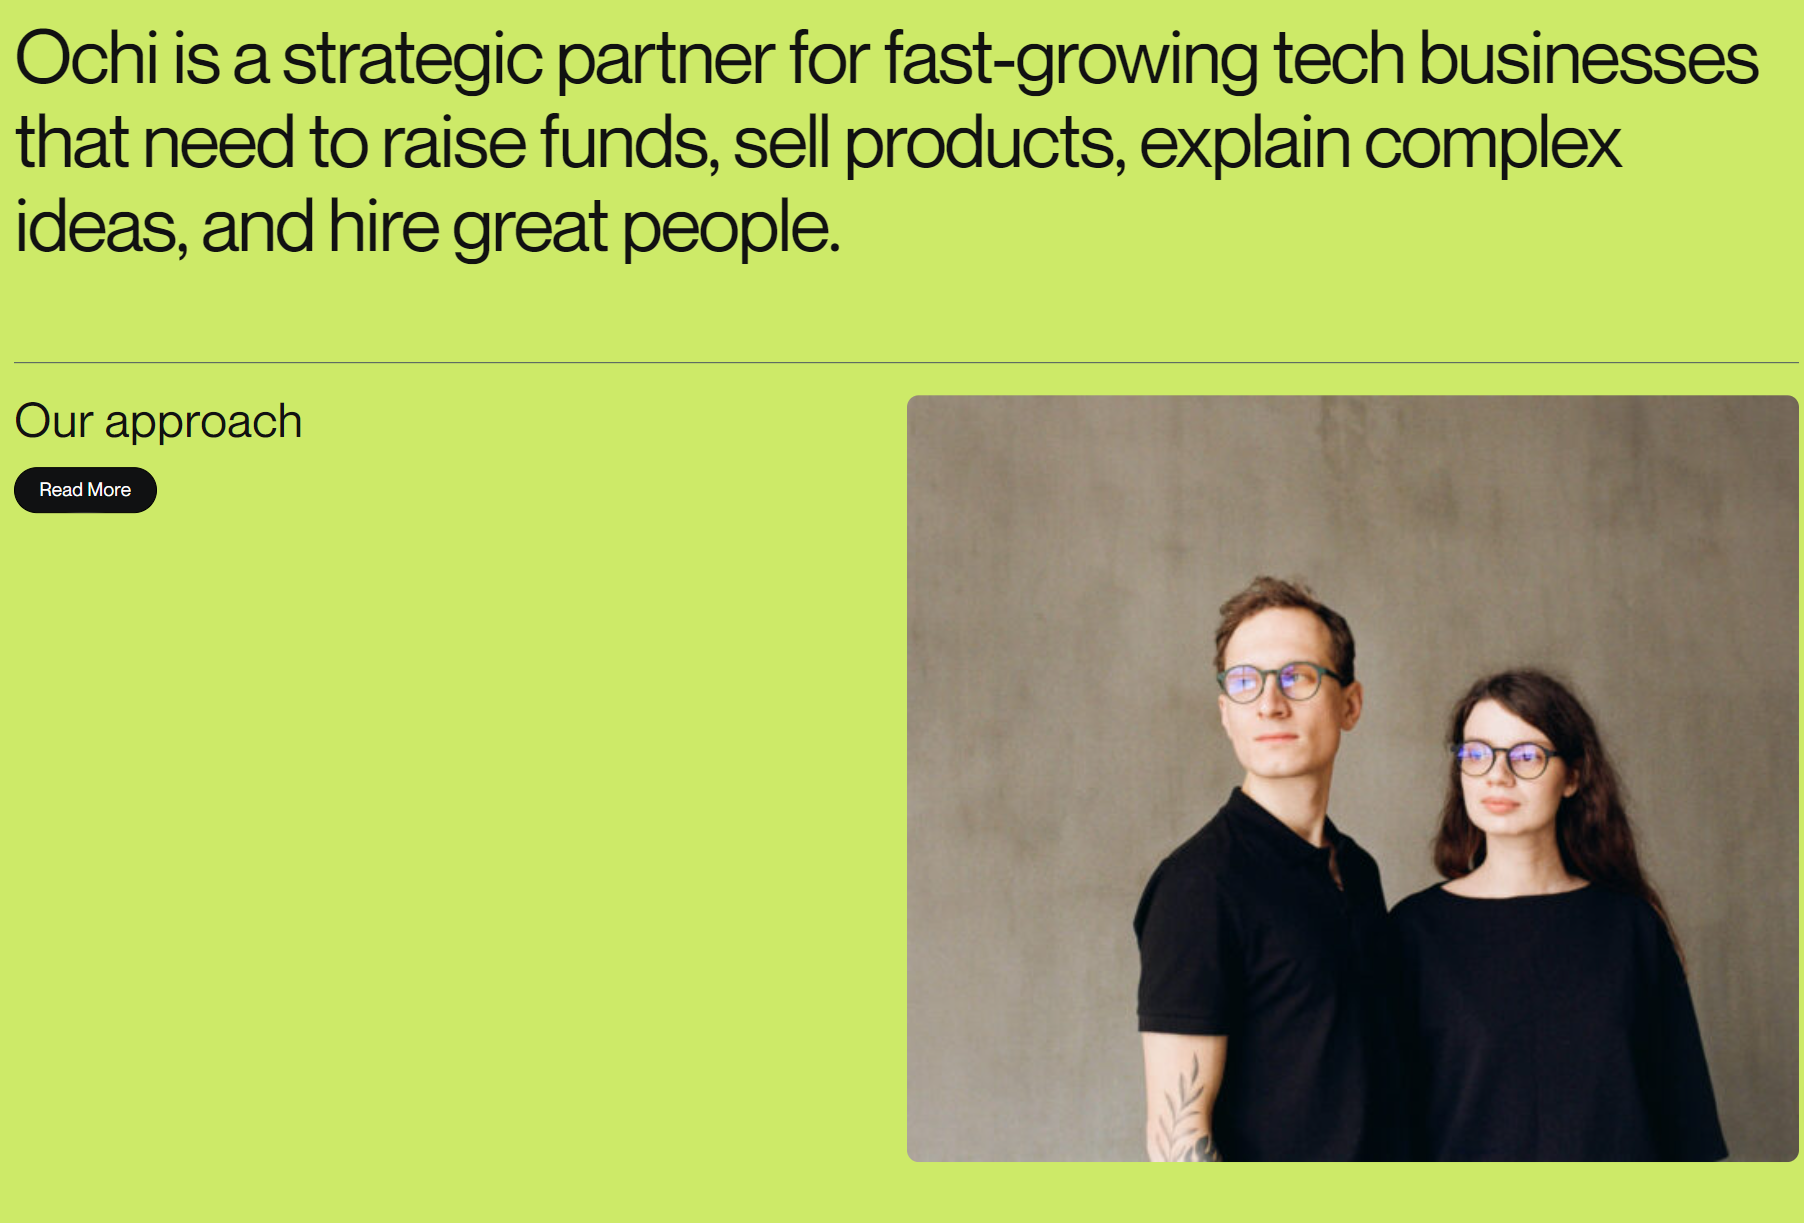 Ochi is a strategic partner for fast-growing tech businesses
that need to raise funds, sell products, explain complex
ideas, and hire great people.
Our approach
Read More